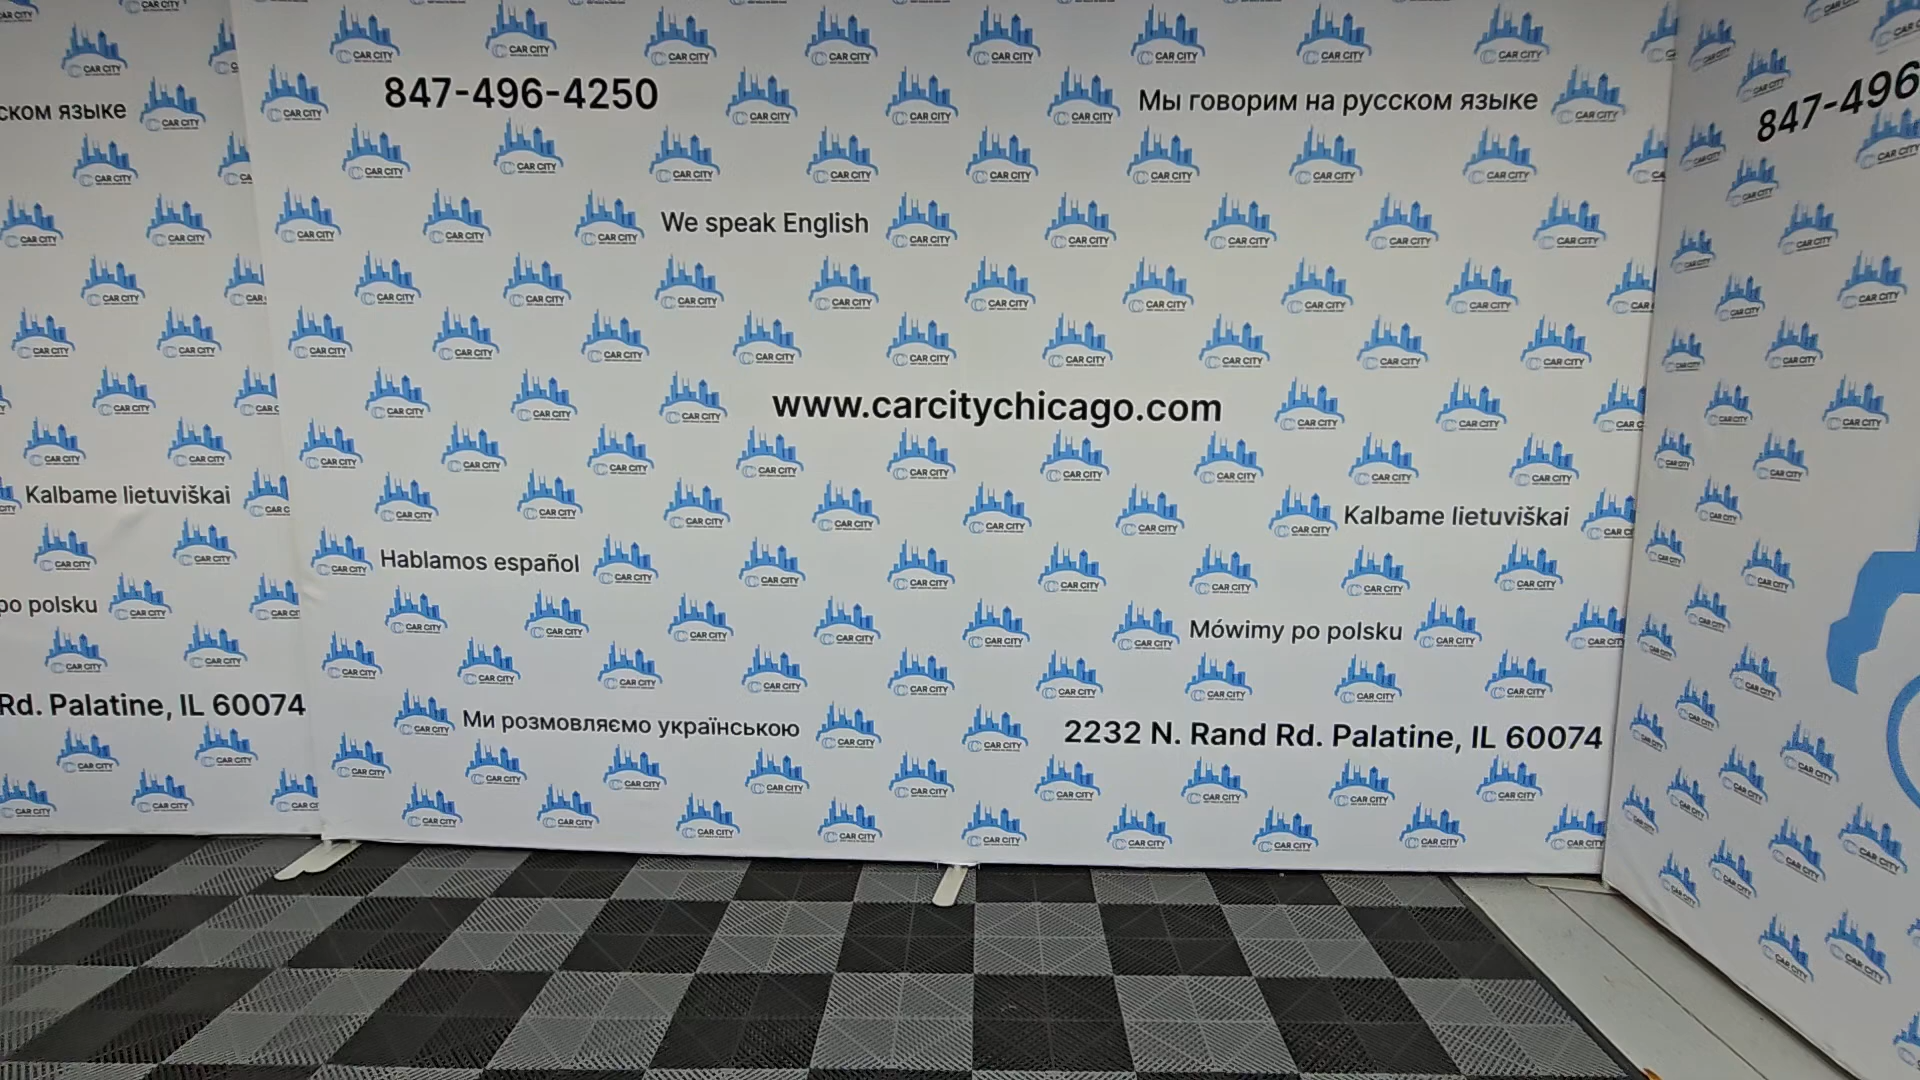 847-496-4250
Мы говорим на русском языке
847-496
ском языке
We speak English
www.carcitychicago.com
Kalbame lietuviškai
Kalbame lietuviškai
Hablamos español
po polsku
Mówimy po polsku
Rd. Palatine, IL 60074
Ми розмовляємо українською
2232 N. Rand Rd. Palatine, IL 60074
CAR CITY